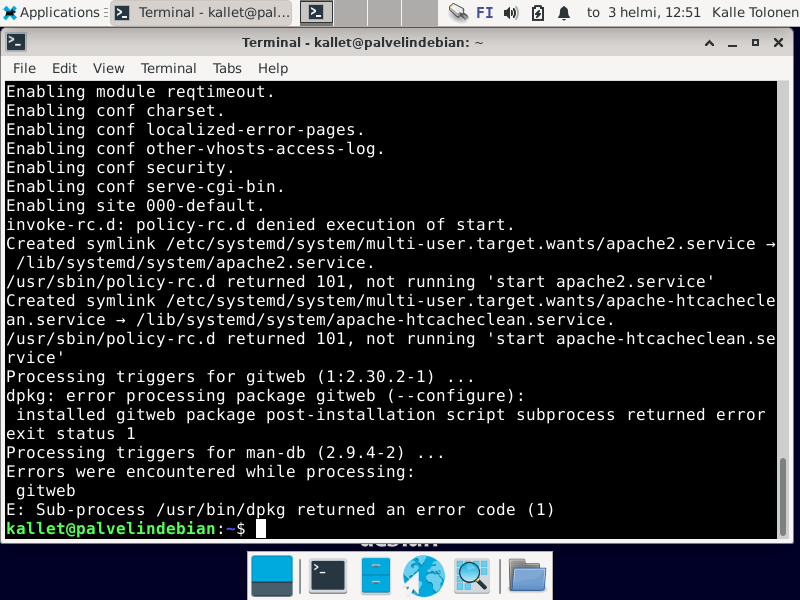 Applications
Terminal - kallet@pal...
FI
to 3 helmi, 12:51
Kalle Tolonen
Terminal - kallet@palvelindebian: ~
File Edit View Terminal Tabs Help
Enabling module reqtimeout.
Enabling conf charset.
Enabling conf localized-error-pages.
Enabling conf other-vhosts-access-log.
Enabling conf security.
Enabling conf serve-cgi-bin.
Enabling site 000-default.
invoke-rc.d: policy-rc.d denied execution of start.
Created symlink /etc/systemd/system/multi-user.target.wants/apache2.service →
/lib/systemd/system/apache2.service.
/usr/sbin/policy-rc.d returned 101, not running 'start apache2.service'
Created symlink /etc/systemd/system/multi-user.target.wants/apache-htcachecle
an.service → /lib/systemd/system/apache-htcacheclean.service.
/usr/sbin/policy-rc.d returned 101, not running 'start apache-htcacheclean.se
rvice'
Processing triggers for gitweb (1:2.30.2-1) ...
dpkg: error processing package gitweb (--configure):
installed gitweb package post-installation script subprocess returned error
exit status 1
Processing triggers for man-db (2.9.4-2) ...
Errors were encountered while processing:
gitweb
E: Sub-process /usr/bin/dpkg returned an error code (1)
kallet@palvelindebian:~$